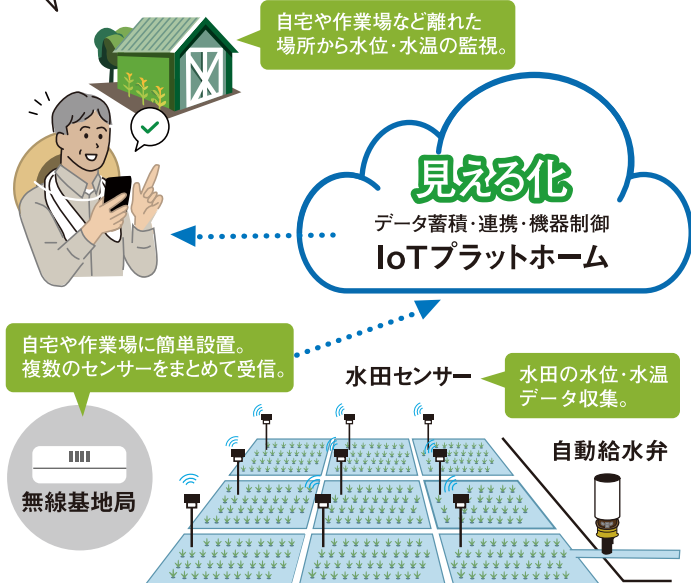 自宅や作業場など離れた
場所から水位・水温の監視。
見える化
データ蓄積・連携・機器制御
IoTプラットホーム
自宅や作業場に簡単設置。
複数のセンサーをまとめて受信。
水田センサー
水田の水位・水温
データ収集。
自動給水弁
無線基地局